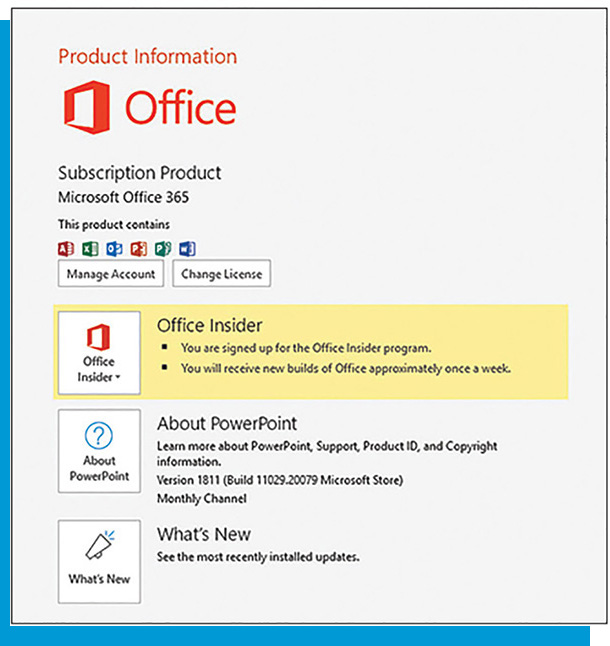 Product Information
Office
Subscription Product
Microsoft Office 365
This product contains
Manage Account
Change License
Office Insider
Office
Insider
You are signed up for the Office Insider program.
You will receive new builds of Office approximately once a week.
About PowerPoint
About
PowerPoint
Learn more about PowerPoint, Support, Product ID, and Copyright
information.
Version 1811 (Build 11029.20079 Microsoft Store)
Monthly Channel
What's New
What's New
See the most recently installed updates.